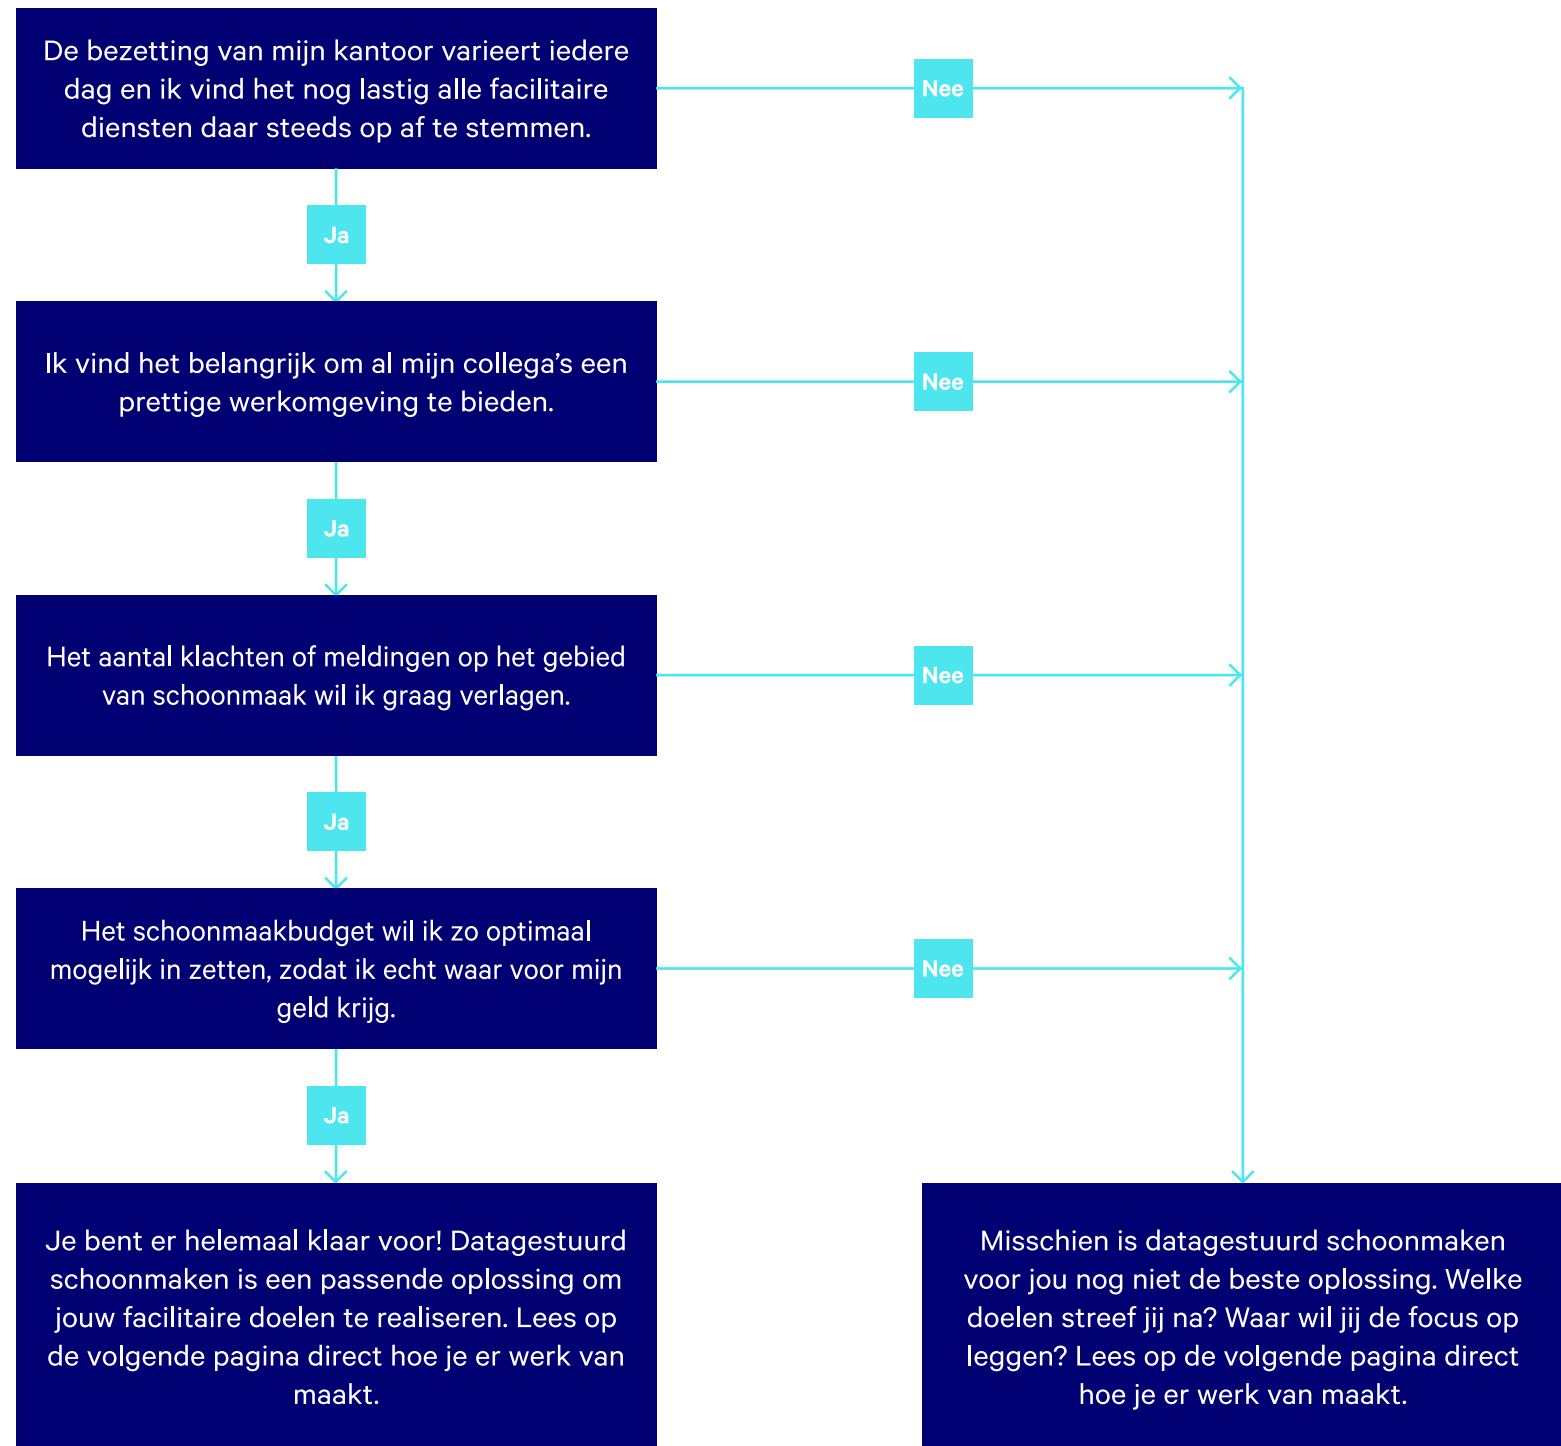 De bezetting van mijn kantoor varieert iedere
dag en ik vind het nog lastig alle facilitaire
diensten daar steeds op af te stemmen.
Nee
Ja
Ik vind het belangrijk om al mijn collega’s een
prettige werkomgeving te bieden.
Nee
Ja
Het aantal klachten of meldingen op het gebied
van schoonmaak wil ik graag verlagen.
Nee
Ja
Het schoonmaakbudget wil ik zo optimaal
mogelijk in zetten, zodat ik echt waar voor mijn
geld krijg.
Nee
Ja
Je bent er helemaal klaar voor! Datagestuurd
schoonmaken is een passende oplossing om
jouw facilitaire doelen te realiseren. Lees op
de volgende pagina direct hoe je er werk van
maakt.
Misschien is datagestuurd schoonmaken
voor jou nog niet de beste oplossing. Welke
doelen streef jij na? Waar wil jij de focus op
leggen? Lees op de volgende pagina direct
hoe je er werk van maakt.